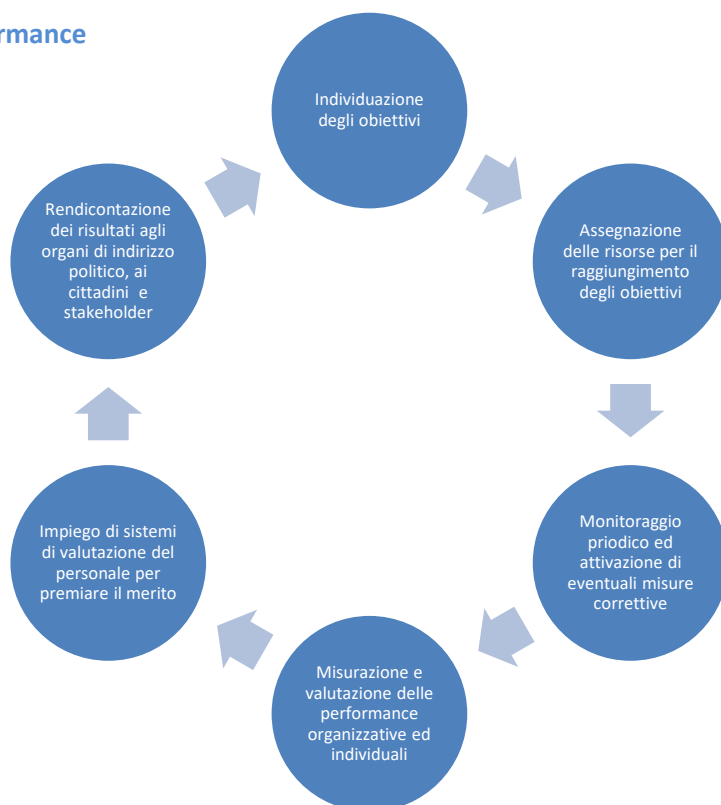 rmance
Individuazione
degli obiettivi
Assegnazione
delle risorse per il
raggiungimento
degli obiettivi
Monitoraggio
periodico ed
attivazione di
eventuali misure
correttive
Misurazione e
valutazione delle
performance
organizzative ed
individuali
Impiego di sistemi
di valutazione del
personale per
premiare il merito
Rendicontazione
dei risultati agli
organi di indirizzo
politico, ai
cittadini e
stakeholder